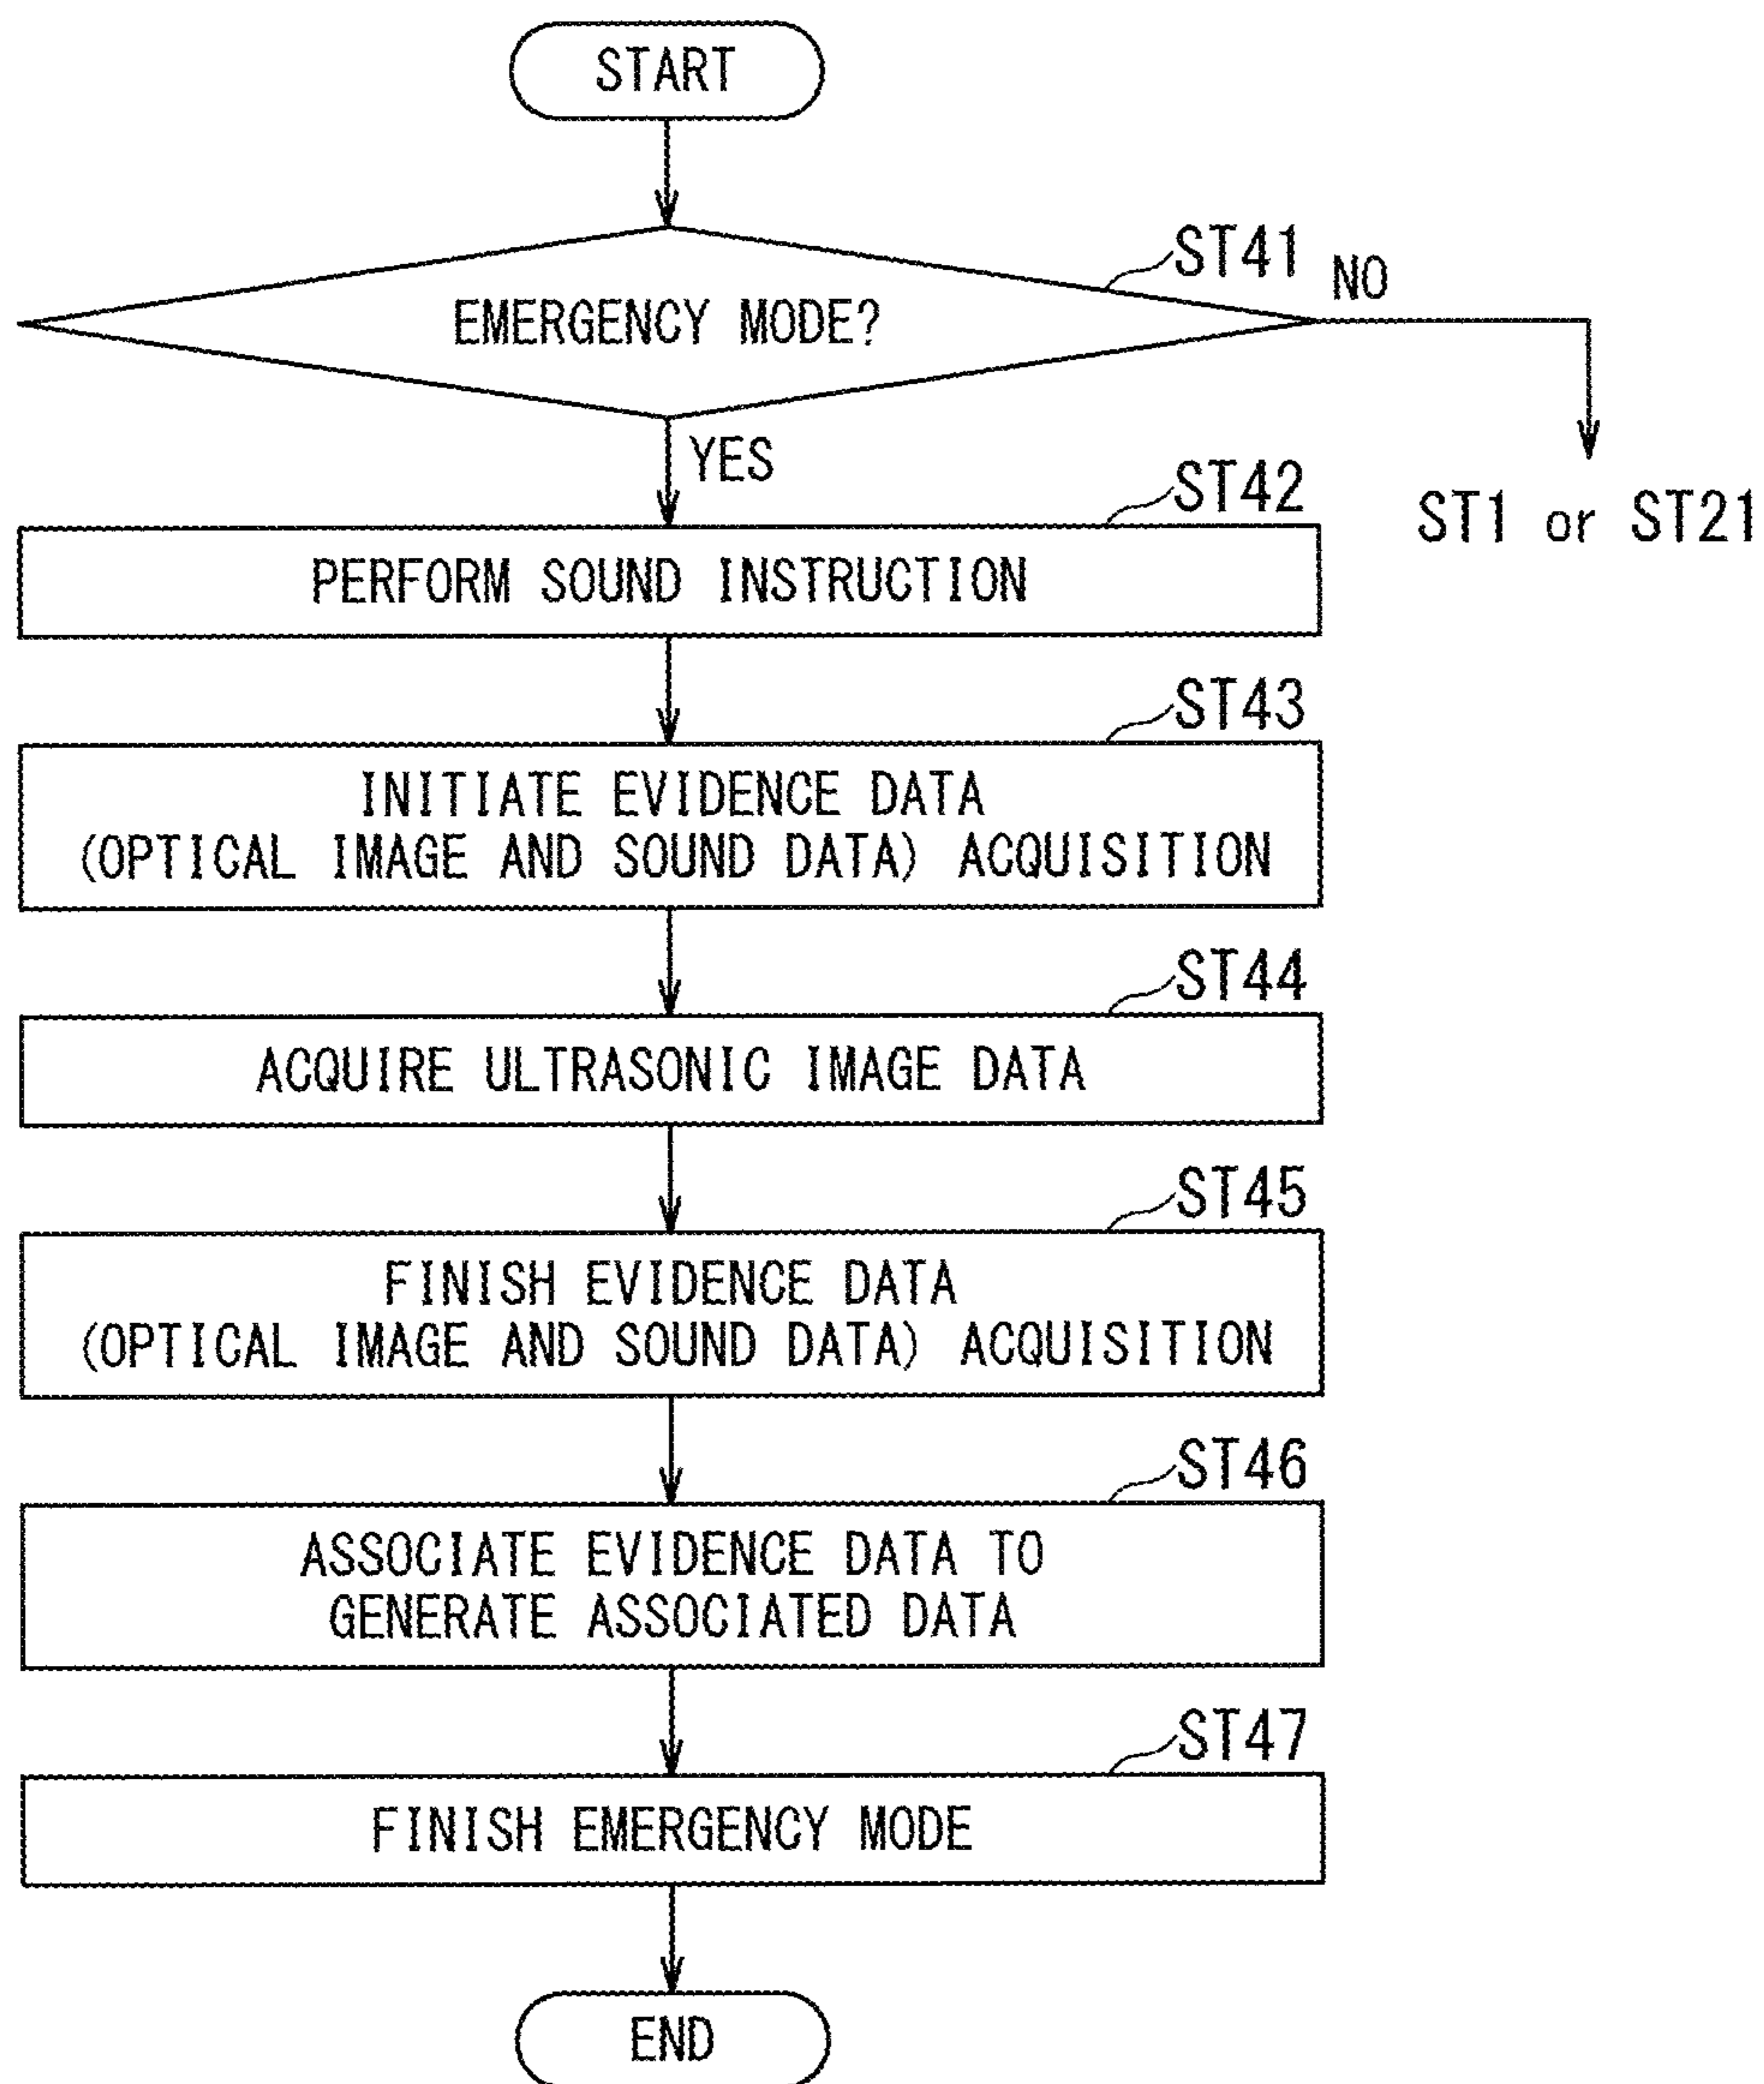 START
ST41
NO
EMERGENCY MODE?
YES
ST42
ST1 or ST21
PERFORM SOUND INSTRUCTION
ST43
INITIATE EVIDENCE DATA
(OPTICAL IMAGE AND SOUND DATA) ACQUISITION
ST44
ACQUIRE ULTRASONIC IMAGE DATA
ST45
FINISH EVIDENCE DATA
(OPTICAL IMAGE AND SOUND DATA) ACQUISITION
ST46
ASSOCIATE EVIDENCE DATA TO
GENERATE ASSOCIATED DATA
ST47
FINISH EMERGENCY MODE
END